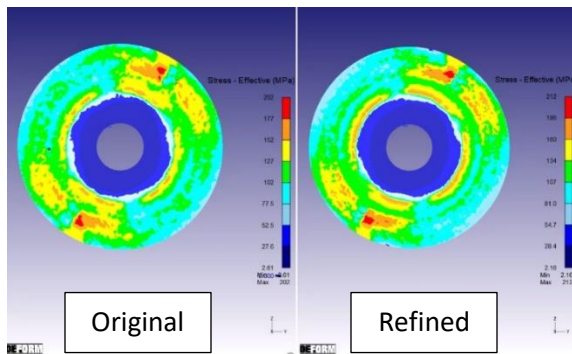 Stress - Effective (MPa)
202
177
152
127
102
77.5
52.5
27.6
2.61
Max 202
Original
DEFORM
Stress - Effective (MPa)
212
186
160
134
107
81.0
54.7
28.4
2.16
Min 2.16
Max 212
Refined
DEFORM